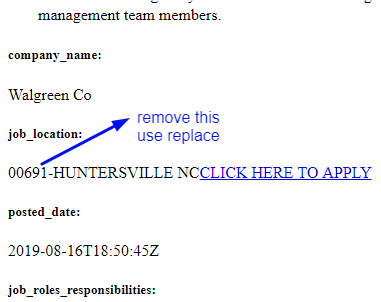 management team members.
company_name:
Walgreen Co
remove this
use replace
job_location:
00691-HUNTERSVILLE NCCLICK HERE TO APPLY
posted_date:
2019-08-16T18:50:45Z
job_roles_responsibilities: